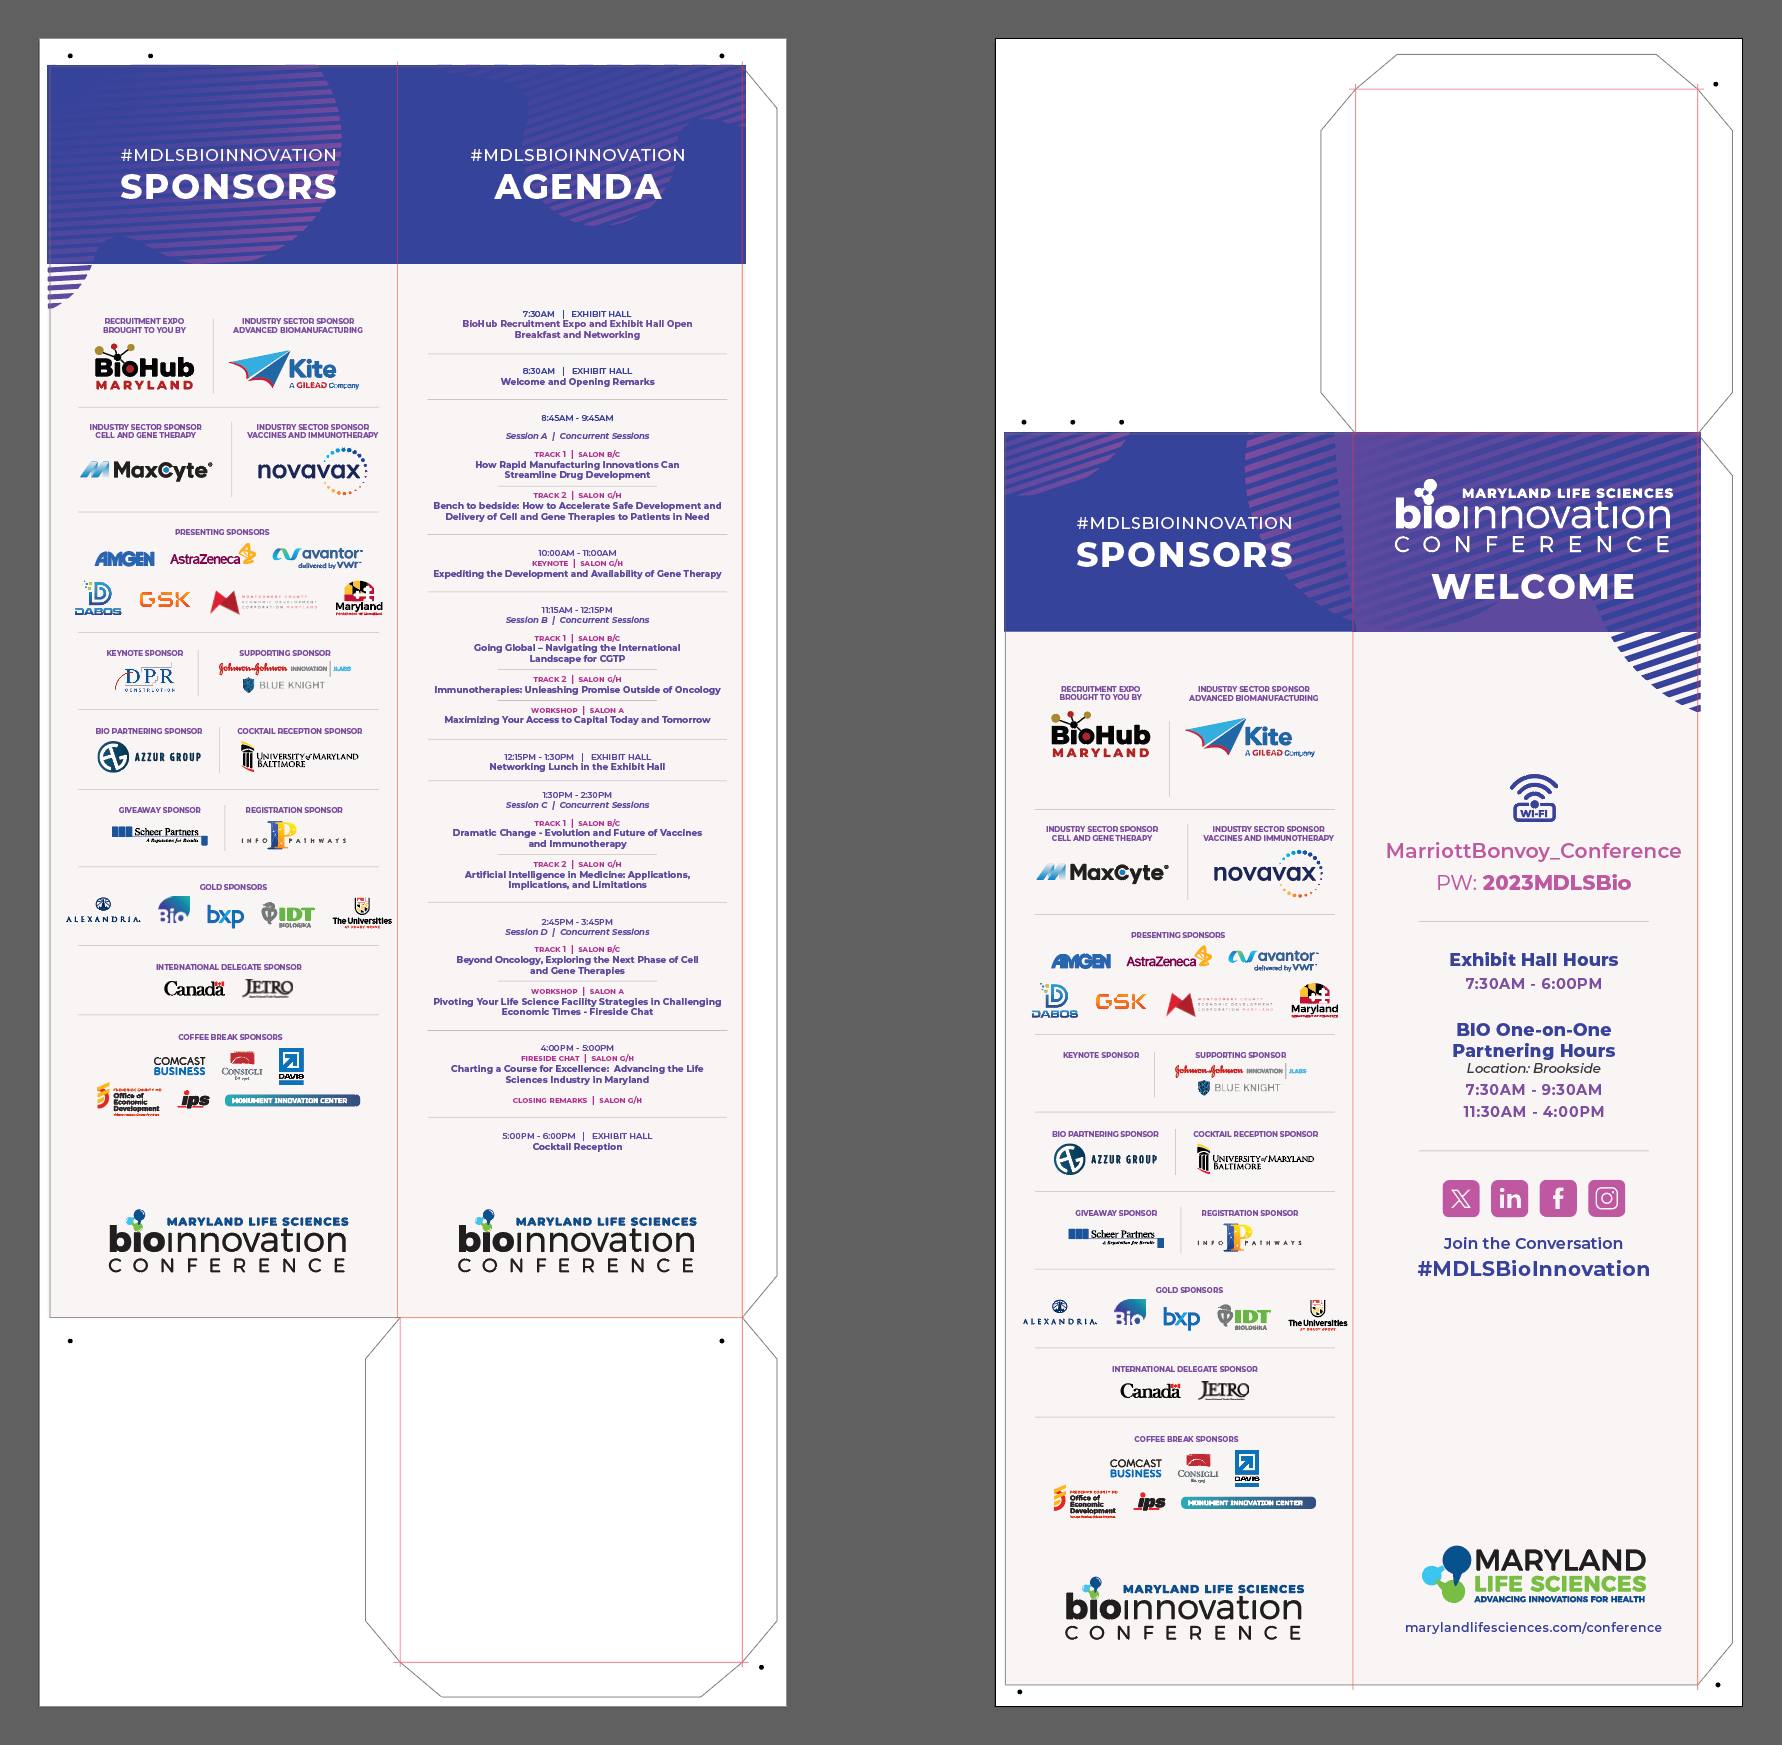 #MDLSBIOINNOVATION
SPONSORS
RECRUITMENT EXPO
BROUGHT TO YOU BY
BioHub
MARYLAND
INDUSTRY SECTOR SPONSOR
ADVANCED BIOMANUFACTURING
Kite
A GILEAD Company
INDUSTRY SECTOR SPONSOR
CELL AND GENE THERAPY
MaxCyte®
INDUSTRY SECTOR SPONSOR
VACCINES AND IMMUNOTHERAPY
novavax
PRESENTING SPONSORS
AMGEN
AstraZeneca
avantor™
delivered by VWR™
DABOS
GSK
MONTGOMERY COUNTY
ECONOMIC DEVELOPMENT
CORPORATION MARYLAND
Maryland
KEYNOTE SPONSOR
DPR
CONSTRUCTION
SUPPORTING SPONSOR
Johnson&Johnson INNOVATION | JLABS
BLUE KNIGHT
BIO PARTNERING SPONSOR
AZZUR GROUP
COCKTAIL RECEPTION SPONSOR
UNIVERSITY of MARYLAND
BALTIMORE
GIVEAWAY SPONSOR
Scheer Partners
A Reputation for Results
REGISTRATION SPONSOR
INFO PATHWAYS
GOLD SPONSORS
ALEXANDRIA.
Bio
bxp
IDT
BIOLOGIKA
The Universities
AT SHADY GROVE
INTERNATIONAL DELEGATE SPONSOR
Canada
JETRO
COFFEE BREAK SPONSORS
COMCAST
BUSINESS
CONSIGLI
Est. 1905
DAVIS
FREDERICK COUNTY MD
Office of
Economic
Development
ips
MONUMENT INNOVATION CENTER
MARYLAND LIFE SCIENCES
bioinnovation
CONFERENCE
#MDLSBIOINNOVATION
AGENDA
7:30AM | EXHIBIT HALL
BioHub Recruitment Expo and Exhibit Hall Open
Breakfast and Networking
8:30AM | EXHIBIT HALL
Welcome and Opening Remarks
8:45AM - 9:45AM
Session A | Concurrent Sessions
TRACK 1 | SALON B/C
How Rapid Manufacturing Innovations Can
Streamline Drug Development
TRACK 2 | SALON G/H
Bench to bedside: How to Accelerate Safe Development and
Delivery of Cell and Gene Therapies to Patients in Need
10:00AM - 11:00AM
KEYNOTE | SALON G/H
Expediting the Development and Availability of Gene Therapy
11:15AM - 12:15PM
Session B | Concurrent Sessions
TRACK 1 | SALON B/C
Going Global – Navigating the International
Landscape for CGTP
TRACK 2 | SALON G/H
Immunotherapies: Unleashing Promise Outside of Oncology
WORKSHOP | SALON A
Maximizing Your Access to Capital Today and Tomorrow
12:15PM - 1:30PM | EXHIBIT HALL
Networking Lunch in the Exhibit Hall
1:30PM - 2:30PM
Session C | Concurrent Sessions
TRACK 1 | SALON B/C
Dramatic Change - Evolution and Future of Vaccines
and Immunotherapy
TRACK 2 | SALON G/H
Artificial Intelligence in Medicine: Applications,
Implications, and Limitations
2:45PM - 3:45PM
Session D | Concurrent Sessions
TRACK 1 | SALON B/C
Beyond Oncology, Exploring the Next Phase of Cell
and Gene Therapies
WORKSHOP | SALON A
Pivoting Your Life Science Facility Strategies in Challenging
Economic Times - Fireside Chat
4:00PM - 5:00PM
FIRESIDE CHAT | SALON G/H
Charting a Course for Excellence: Advancing the Life
Sciences Industry in Maryland
CLOSING REMARKS | SALON G/H
5:00PM - 6:00PM | EXHIBIT HALL
Cocktail Reception
MARYLAND LIFE SCIENCES
bioinnovation
CONFERENCE
#MDLSBIOINNOVATION
SPONSORS
RECRUITMENT EXPO
BROUGHT TO YOU BY
BioHub
MARYLAND
INDUSTRY SECTOR SPONSOR
ADVANCED BIOMANUFACTURING
Kite
A GILEAD Company
INDUSTRY SECTOR SPONSOR
CELL AND GENE THERAPY
MaxCyte®
INDUSTRY SECTOR SPONSOR
VACCINES AND IMMUNOTHERAPY
novavax
PRESENTING SPONSORS
AMGEN
AstraZeneca
avantor™
delivered by VWR™
DABOS
GSK
MONTGOMERY COUNTY
ECONOMIC DEVELOPMENT
CORPORATION MARYLAND
Maryland
KEYNOTE SPONSOR
SUPPORTING SPONSOR
Johnson&Johnson INNOVATION | JLABS
BLUE KNIGHT
BIO PARTNERING SPONSOR
AZZUR GROUP
COCKTAIL RECEPTION SPONSOR
UNIVERSITY of MARYLAND
BALTIMORE
GIVEAWAY SPONSOR
Scheer Partners
A Reputation for Results
REGISTRATION SPONSOR
INFO PATHWAYS
GOLD SPONSORS
ALEXANDRIA.
Bio
bxp
IDT
BIOLOGIKA
The Universities
AT SHADY GROVE
INTERNATIONAL DELEGATE SPONSOR
Canada
JETRO
COFFEE BREAK SPONSORS
COMCAST
BUSINESS
CONSIGLI
Est. 1905
DAVIS
FREDERICK COUNTY MD
Office of
Economic
Development
ips
MONUMENT INNOVATION CENTER
MARYLAND LIFE SCIENCES
bioinnovation
CONFERENCE
MARYLAND LIFE SCIENCES
bioinnovation
CONFERENCE
WELCOME
WI-FI
MarriottBonvoy_Conference
PW: 2023MDLSBio
Exhibit Hall Hours
7:30AM - 6:00PM
BIO One-on-One
Partnering Hours
Location: Brookside
7:30AM - 9:30AM
11:30AM - 4:00PM
Join the Conversation
#MDLSBioInnovation
MARYLAND
LIFE SCIENCES
ADVANCING INNOVATIONS FOR HEALTH
marylandlifesciences.com/conference